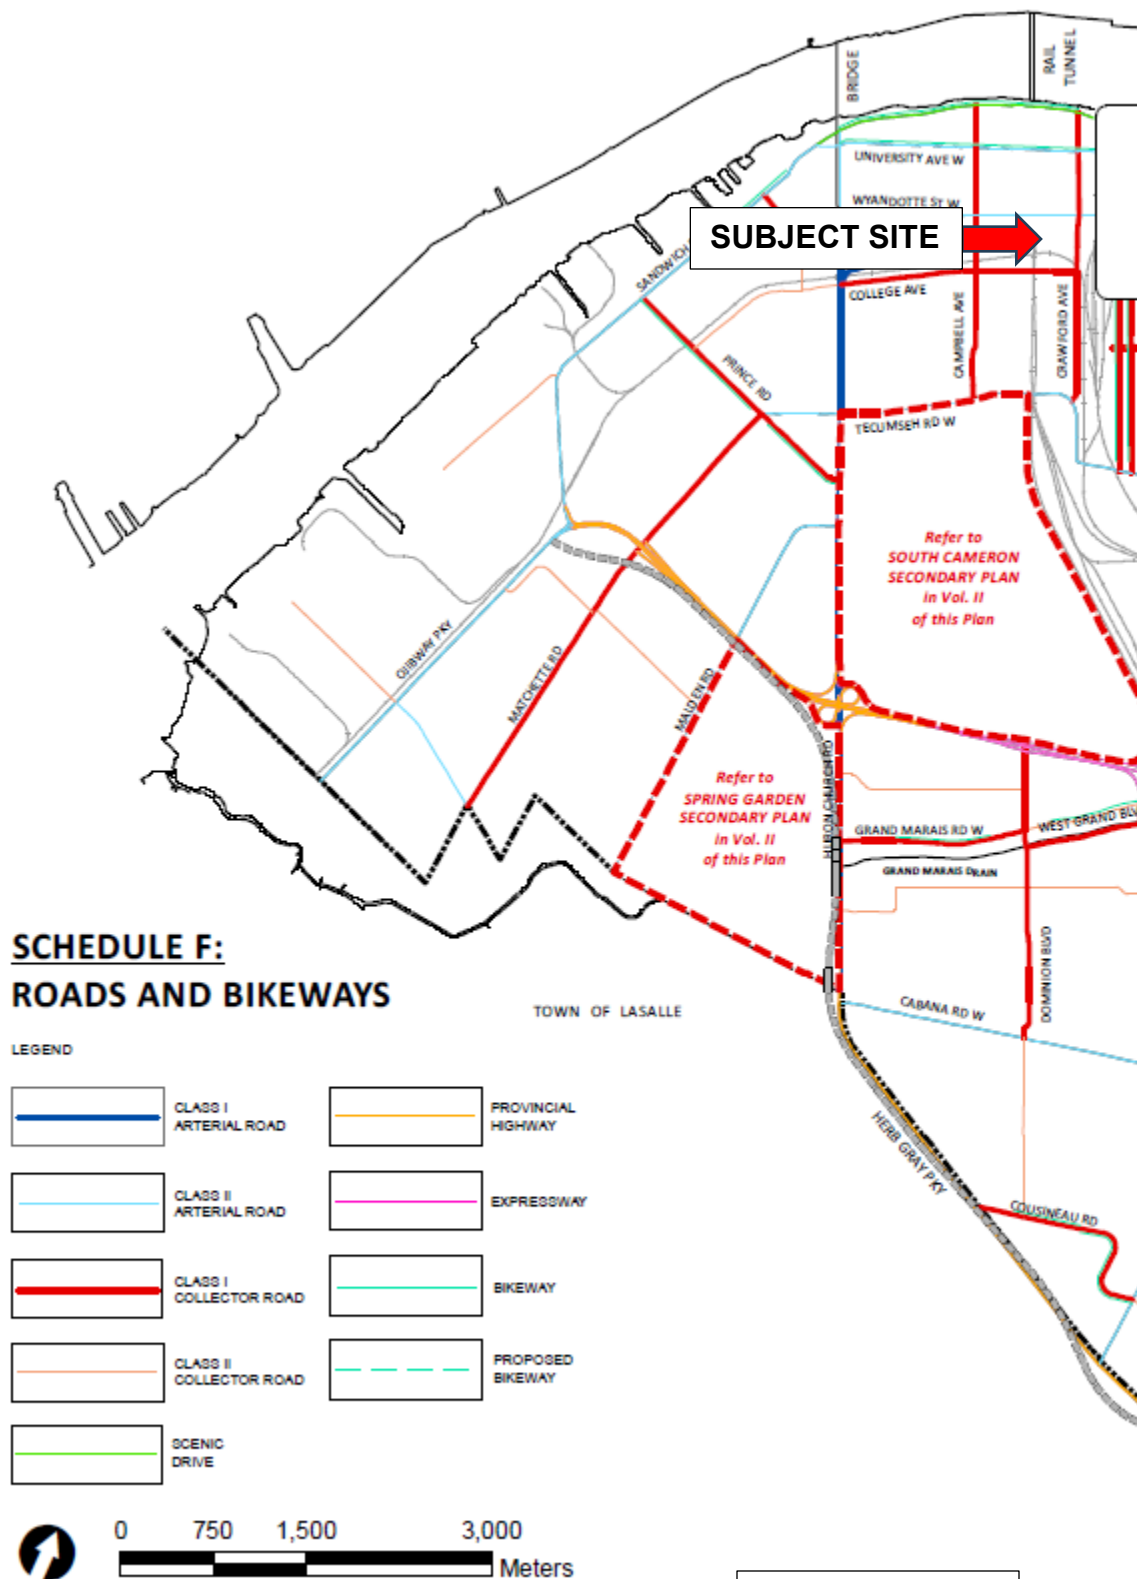 BRIDGE
RAIL
TUNNEL
UNIVERSITY AVE W
WYANDOTTE ST W
SUBJECT SITE
SANDWICH
COLLEGE AVE
CAMPBELL AVE
CRAWFORD AVE
PRINCE RD
TECUMSEH RD W
Refer to
SOUTH CAMERON
SECONDARY PLAN
in Vol. II
of this Plan
OJIBWAY PKY
MATCHETTE RD
MALDEN RD
HURON CHURCH RD
Refer to
SPRING GARDEN
SECONDARY PLAN
in Vol. II
of this Plan
GRAND MARAIS RD W
WEST GRAND BLV
GRAND MARAIS DRAIN
DOMINION BLVD
CABANA RD W
TOWN OF LASALLE
HERB GRAY PKY
COUSINEAU RD
SCHEDULE F:
ROADS AND BIKEWAYS
LEGEND
CLASS I
ARTERIAL ROAD
CLASS II
ARTERIAL ROAD
CLASS I
COLLECTOR ROAD
CLASS II
COLLECTOR ROAD
SCENIC
DRIVE
PROVINCIAL
HIGHWAY
EXPRESSWAY
BIKEWAY
PROPOSED
BIKEWAY
0 750 1,500 3,000
Meters